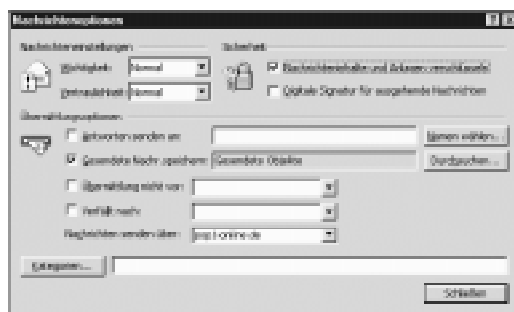 Nachrichtenoptionen
Nachrichteneinstellungen
Sicherheit
Wichtigkeit: Normal
Nachrichteninhalte und Anlagen verschlüsseln
Vertraulichkeit: Normal
Digitale Signatur für ausgehende Nachrichten
Übermittlungsoptionen
Antworten senden an:
Namen wählen...
Gesendete Nachr. speichern: Gesendete Objekte
Durchsuchen...
Übermittlung nicht vor:
Verfällt nach:
Nachrichten senden über: pop.t-online.de
Kategorien...
Schließen